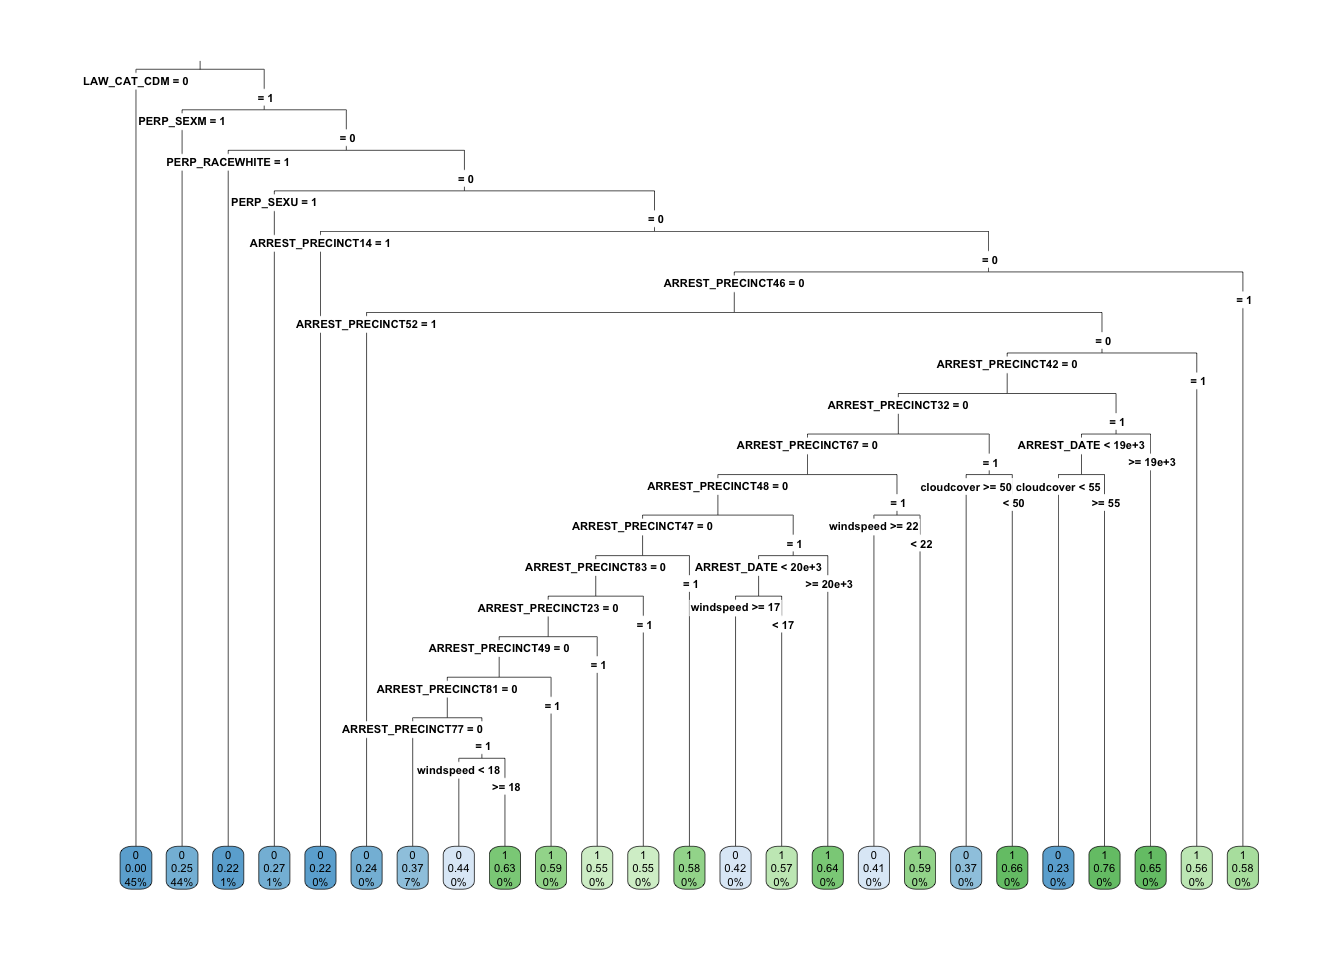 LAW_CAT_CDM = 0
= 1
PERP_SEXM = 1
= 0
PERP_RACEWHITE = 1
= 0
PERP_SEXU = 1
= 0
ARREST_PRECINCT14 = 1
= 0
ARREST_PRECINCT46 = 0
= 1
ARREST_PRECINCT52 = 1
= 0
ARREST_PRECINCT42 = 0
= 1
ARREST_PRECINCT32 = 0
= 1
ARREST_PRECINCT67 = 0
ARREST_DATE < 19e+3
= 1
>= 19e+3
ARREST_PRECINCT48 = 0
cloudcover >= 50
cloudcover < 55
= 1
< 50
>= 55
ARREST_PRECINCT47 = 0
windspeed >= 22
= 1
< 22
ARREST_PRECINCT83 = 0
ARREST_DATE < 20e+3
= 1
>= 20e+3
ARREST_PRECINCT23 = 0
windspeed >= 17
= 1
< 17
ARREST_PRECINCT49 = 0
= 1
ARREST_PRECINCT81 = 0
= 1
ARREST_PRECINCT77 = 0
= 1
windspeed < 18
>= 18
0 0 0 0 0 0 0 0 1 1 1 1 1 0 1 1 0 1 0 1 0 1 1 1 1
0.00 0.25 0.22 0.27 0.22 0.24 0.37 0.44 0.63 0.59 0.55 0.55 0.58 0.42 0.57 0.64 0.41 0.59 0.37 0.66 0.23 0.76 0.65 0.56 0.58
45% 44% 1% 1% 0% 0% 7% 0% 0% 0% 0% 0% 0% 0% 0% 0% 0% 0% 0% 0% 0% 0% 0% 0% 0%